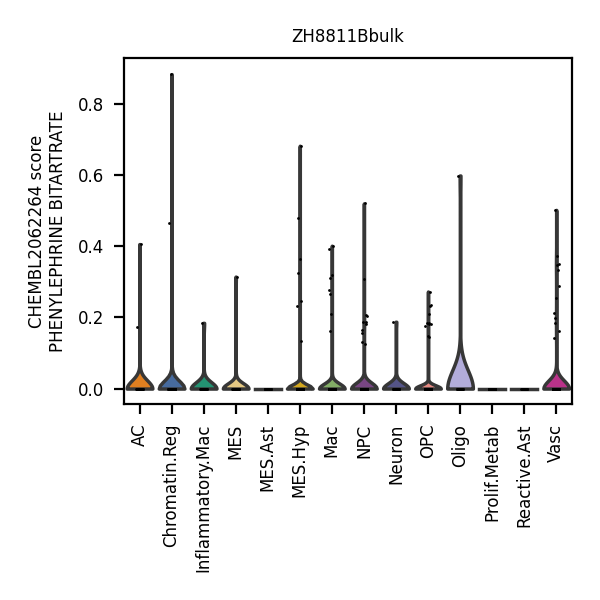 ZH8811Bbulk
CHEMBL2062264 score
PHENYLEPHRINE BITARTRATE
0.8
0.6
0.4
0.2
0.0
AC
Chromatin.Reg
Inflammatory.Mac
MES
MES.Ast
MES.Hyp
Mac
NPC
Neuron
OPC
Oligo
Prolif.Metab
Reactive.Ast
Vasc